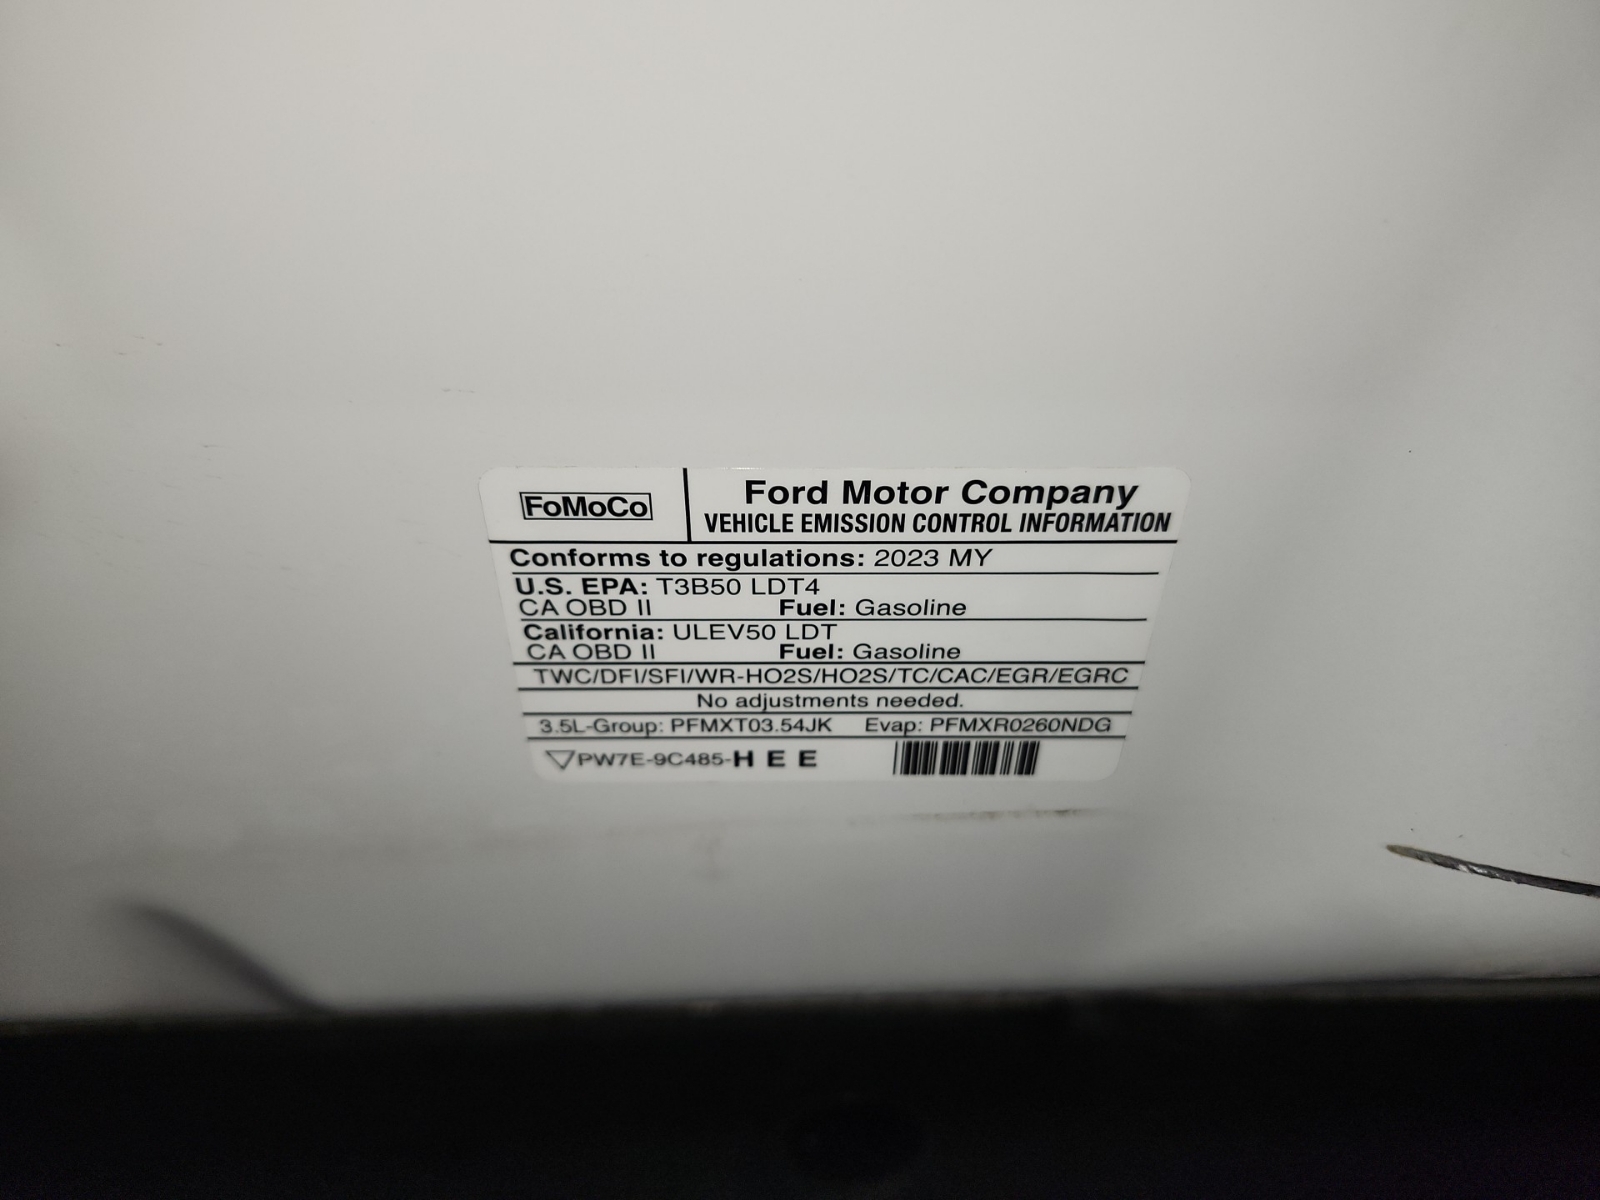 FoMoCo
Ford Motor Company
VEHICLE EMISSION CONTROL INFORMATION
Conforms to regulations: 2023 MY
U.S. EPA: T3B50 LDT4
CA OBD II Fuel: Gasoline
California: ULEV50 LDT
CA OBD II Fuel: Gasoline
TWC/DFI/SFI/WR-HO2S/HO2S/TC/CAC/EGR/EGRC
No adjustments needed.
3.5L-Group: PFMXT03.54JK Evap: PFMXR0260NDG
PW7E-9C485-H E E